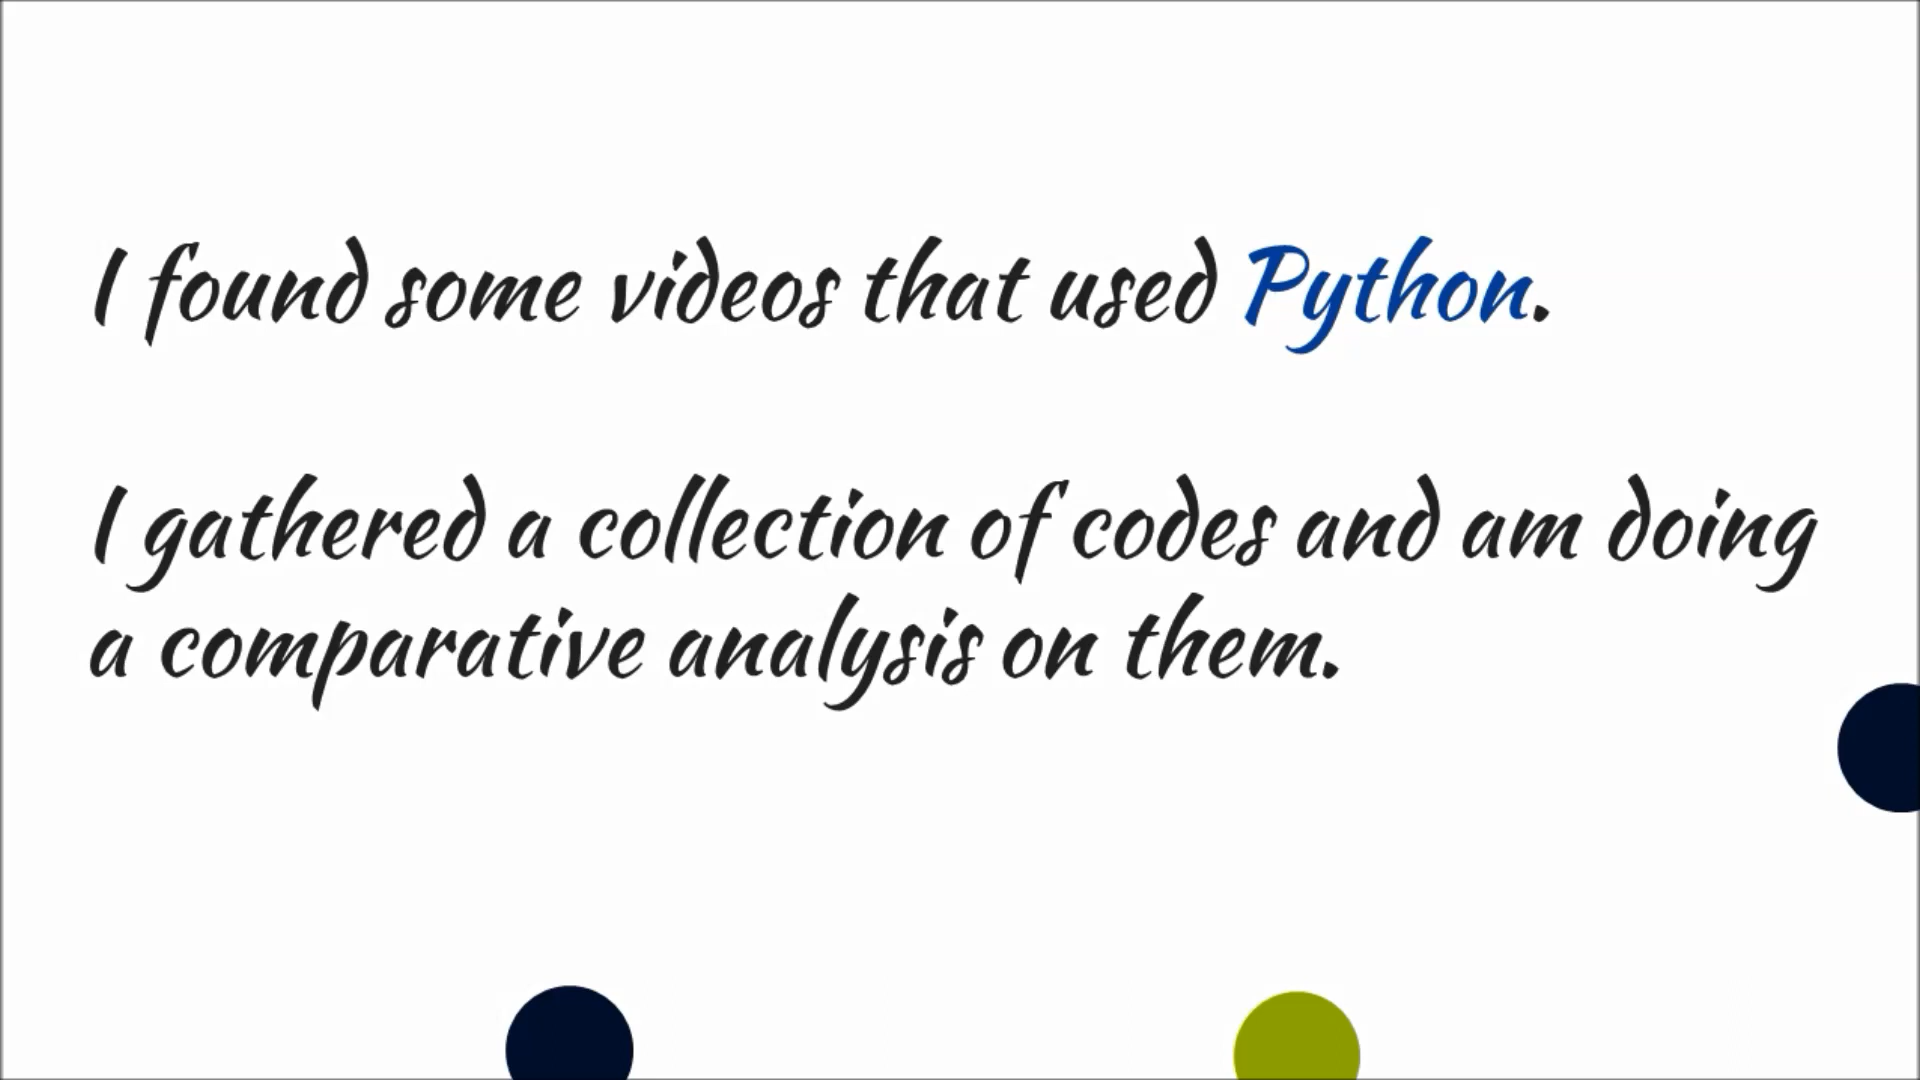 I found some videos that used Python.
I gathered a collection of codes and am doing
a comparative analysis on them.